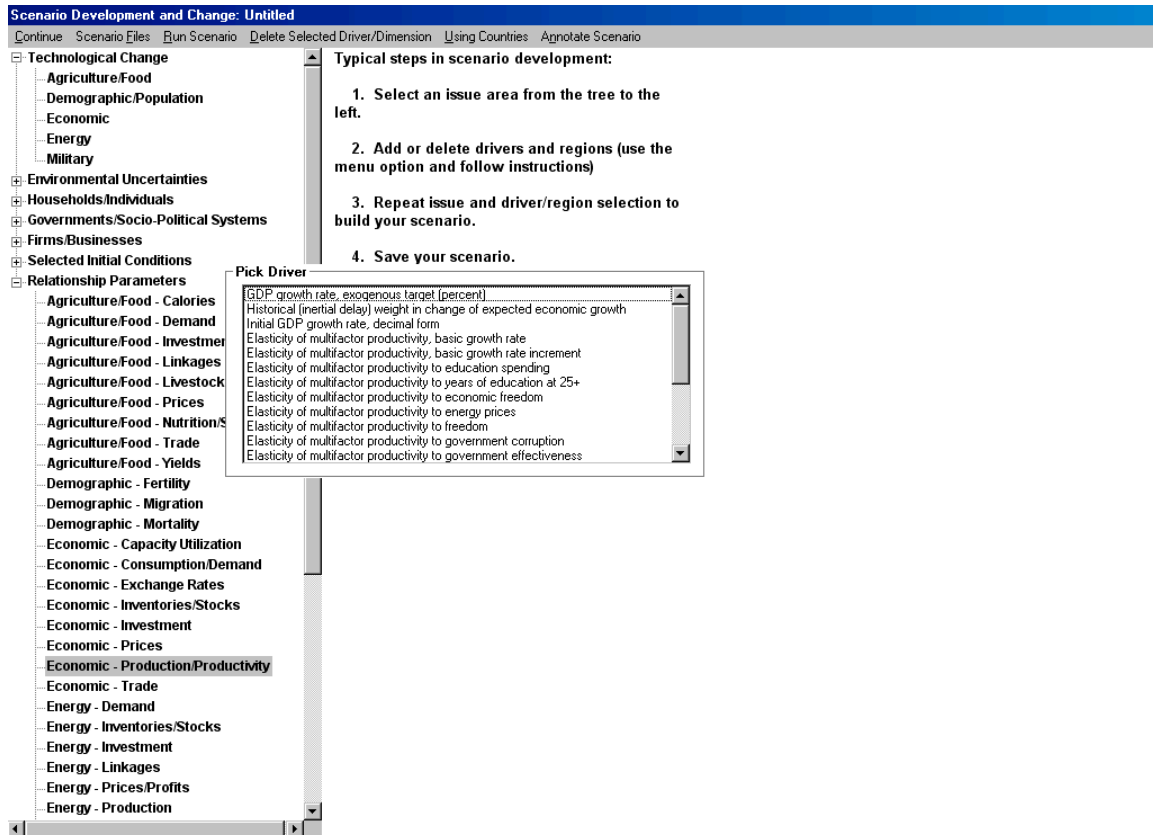 Scenario Development and Change: Untitled
Continue Scenario Files Run Scenario Delete Selected Driver/Dimension Using Countries Annotate Scenario
Technological Change
Agriculture/Food
Demographic/Population
Economic
Energy
Military
Environmental Uncertainties
Households/Individuals
Governments/Socio-Political Systems
Firms/Businesses
Selected Initial Conditions
Relationship Parameters
Agriculture/Food - Calories
Agriculture/Food - Demand
Agriculture/Food - Investmen
Agriculture/Food - Linkages
Agriculture/Food - Livestock
Agriculture/Food - Prices
Agriculture/Food - Nutrition/S
Agriculture/Food - Trade
Agriculture/Food - Yields
Demographic - Fertility
Demographic - Migration
Demographic - Mortality
Economic - Capacity Utilization
Economic - Consumption/Demand
Economic - Exchange Rates
Economic - Inventories/Stocks
Economic - Investment
Economic - Prices
Economic - Production/Productivity
Economic - Trade
Energy - Demand
Energy - Inventories/Stocks
Energy - Investment
Energy - Linkages
Energy - Prices/Profits
Energy - Production
Typical steps in scenario development:
1. Select an issue area from the tree to the
left.
2. Add or delete drivers and regions (use the
menu option and follow instructions)
3. Repeat issue and driver/region selection to
build your scenario.
4. Save your scenario.
Pick Driver
GDP growth rate, exogenous target (percent)
Historical (inertial delay) weight in change of expected economic growth
Initial GDP growth rate, decimal form
Elasticity of multifactor productivity, basic growth rate
Elasticity of multifactor productivity, basic growth rate increment
Elasticity of multifactor productivity to education spending
Elasticity of multifactor productivity to years of education at 25+
Elasticity of multifactor productivity to economic freedom
Elasticity of multifactor productivity to energy prices
Elasticity of multifactor productivity to freedom
Elasticity of multifactor productivity to government corruption
Elasticity of multifactor productivity to government effectiveness